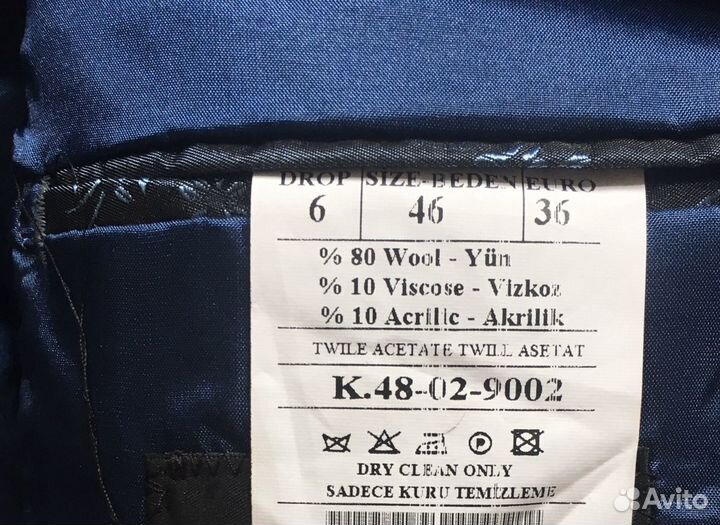 DROP SIZE-BEDEN EURO
6 46 36
% 80 Wool - Yün
% 10 Viscose - Vizkoz
% 10 Acrilic - Akrilik
TWILE ACETATE TWILL ASETAT
K.48-02-9002
P
DRY CLEAN ONLY
SADECE KURU TEMİZLEME
Avito